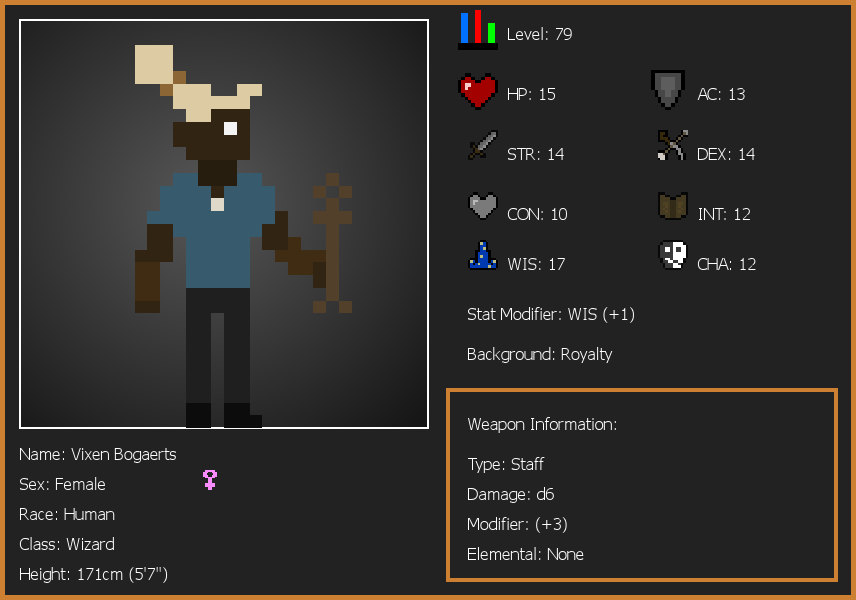 Level: 79
HP: 15
AC: 13
STR: 14
DEX: 14
CON: 10
INT: 12
WIS: 17
CHA: 12
Stat Modifier: WIS (+1)
Background: Royalty
Weapon Information:
Type: Staff
Damage: d6
Modifier: (+3)
Elemental: None
Name: Vixen Bogaerts
Sex: Female
Race: Human
Class: Wizard
Height: 171cm (5'7")